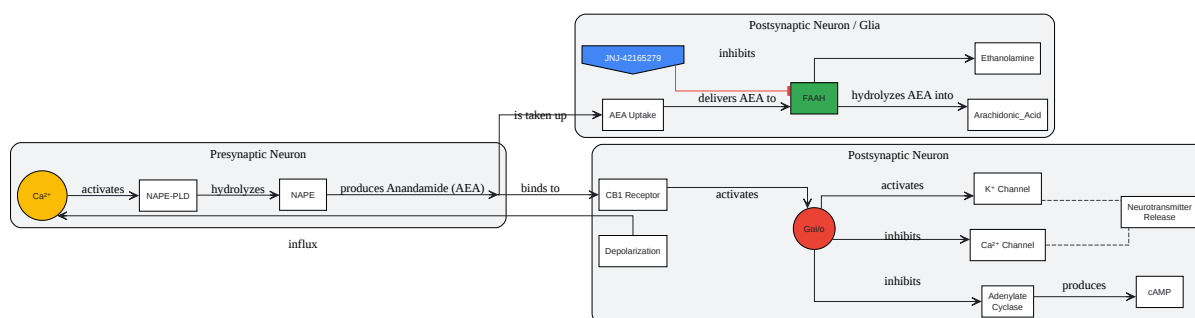 Postsynaptic Neuron / Glia
JNJ-42165279
inhibits
Ethanolamine
FAAH
delivers AEA to
hydrolyzes AEA into
is taken up
AEA Uptake
Arachidonic_Acid
Presynaptic Neuron
Postsynaptic Neuron
Ca²⁺
activates
NAPE-PLD
hydrolyzes
NAPE
produces Anandamide (AEA)
binds to
CB1 Receptor
activates
activates
K⁺ Channel
Neurotransmitter
Release
Gαi/o
inhibits
Ca²⁺ Channel
influx
Depolarization
inhibits
Adenylate
Cyclase
produces
cAMP